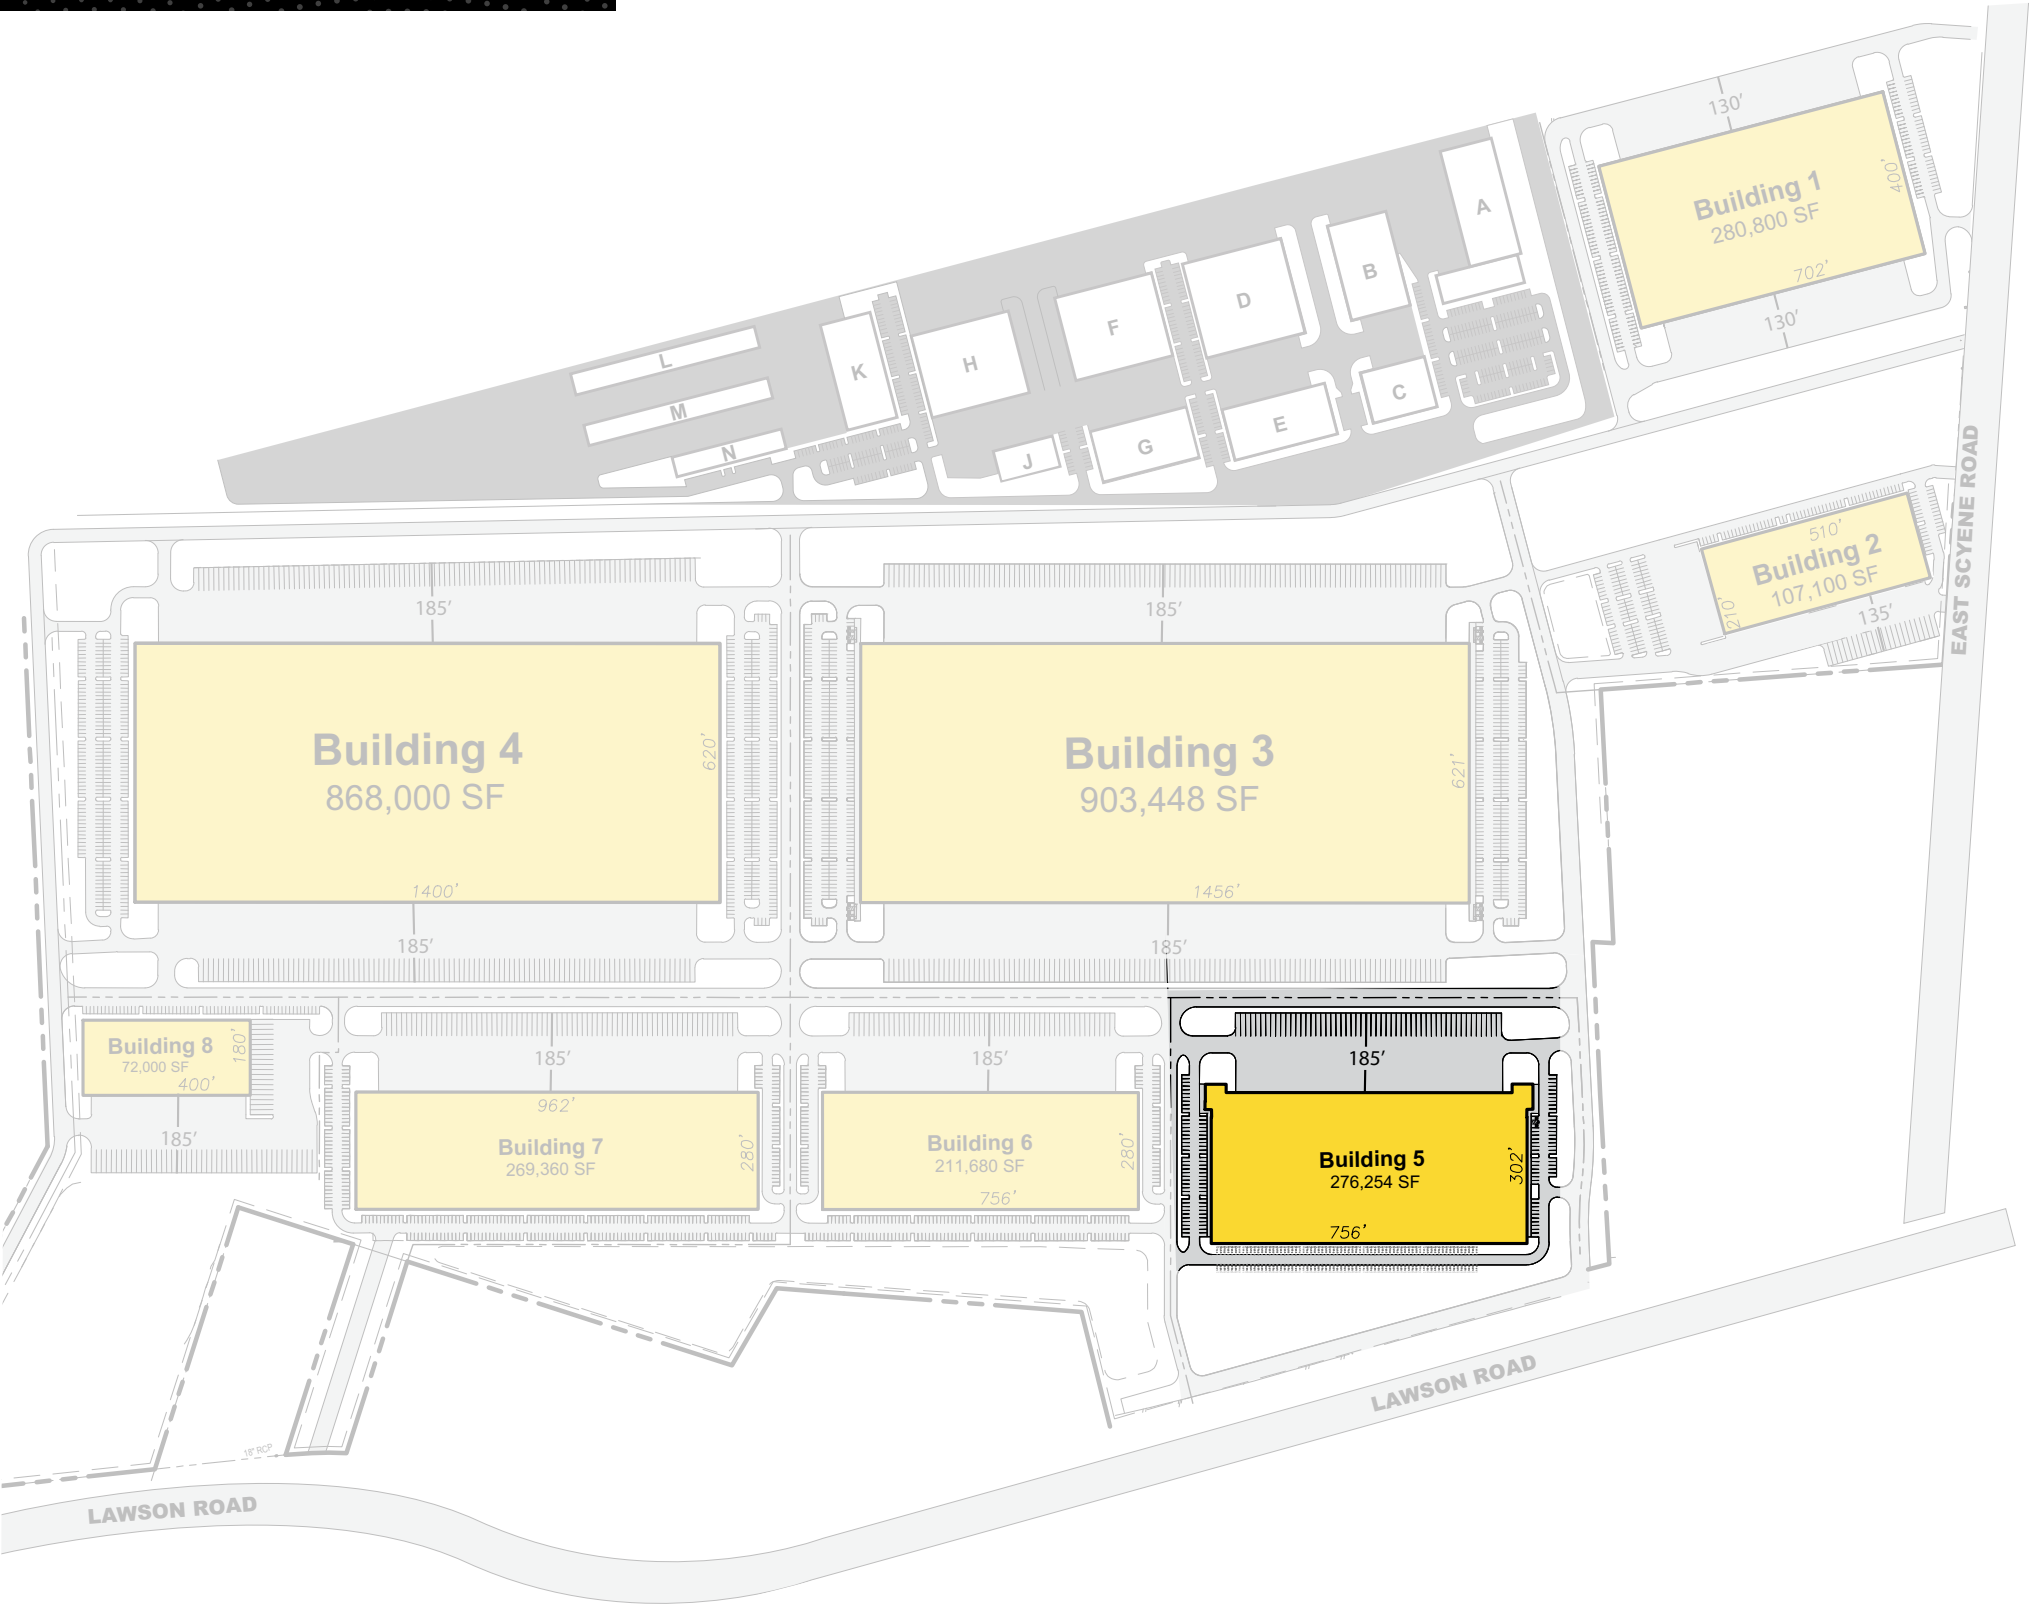 130'
Building 1
280,800 SF
400'
702'
130'
A
B
D
F
H
K
L
M
N
J
G
E
C
EAST SCYENE ROAD
510'
Building 2
107,100 SF
210'
135'
185'
Building 4
868,000 SF
620'
1400'
185'
185'
Building 3
903,448 SF
621'
1456'
185'
Building 8
72,000 SF
180'
400'
185'
185'
962'
Building 7
269,360 SF
280'
185'
Building 6
211,680 SF
280'
756'
185'
Building 5
276,254 SF
302'
756'
LAWSON ROAD
18" RCP
LAWSON ROAD